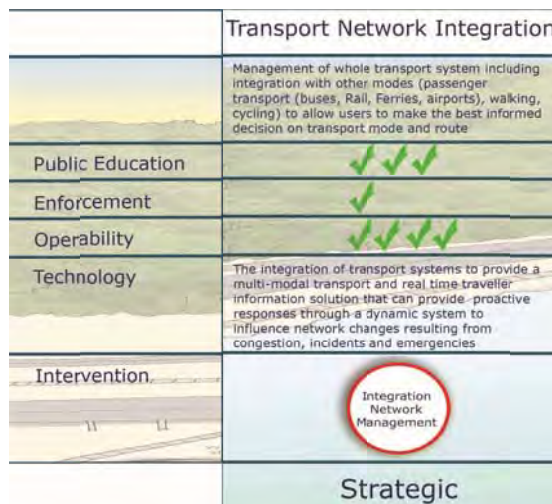 Transport Network Integration
Management of whole transport system including
integration with other modes (passenger
transport (buses, Rail, Ferries, airports), walking,
cycling) to allow users to make the best informed
decision on transport mode and route
Public Education
Enforcement
Operability
Technology
The integration of transport systems to provide a
multi-modal transport and real time traveller
information solution that can provide proactive
responses through a dynamic system to
influence network changes resulting from
congestion, incidents and emergencies
Intervention
Integration
Network
Management
Strategic